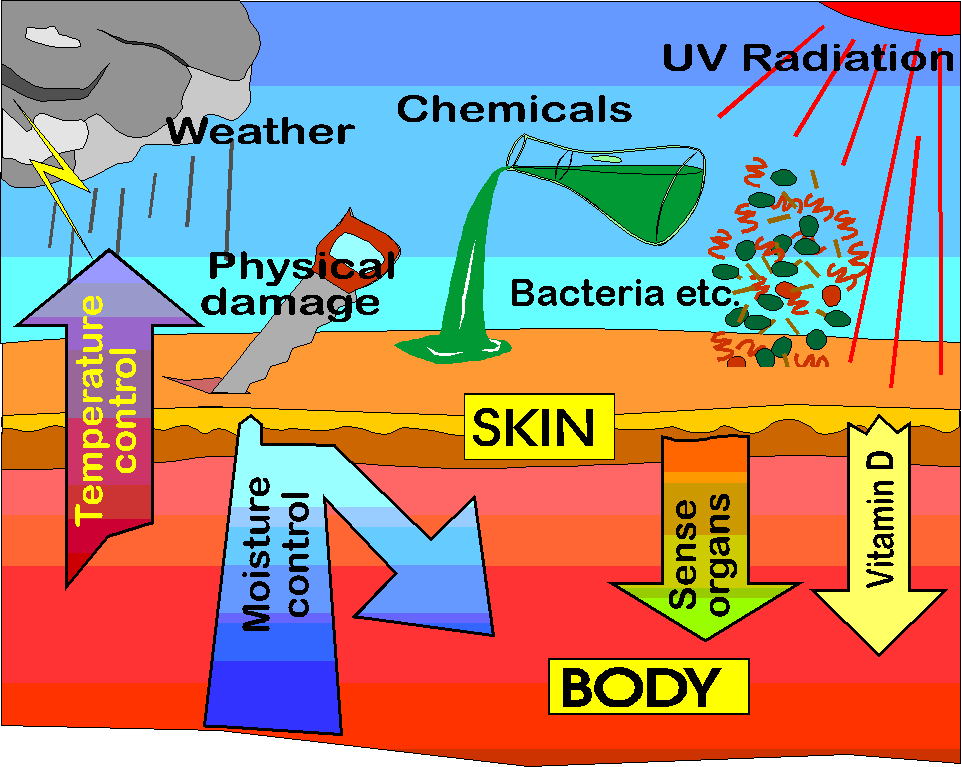 UV Radiation
Chemicals
Weather
Physical
damage
Bacteria etc.
Temperature
control
SKIN
Moisture
control
Sense
organs
Vitamin D
BODY